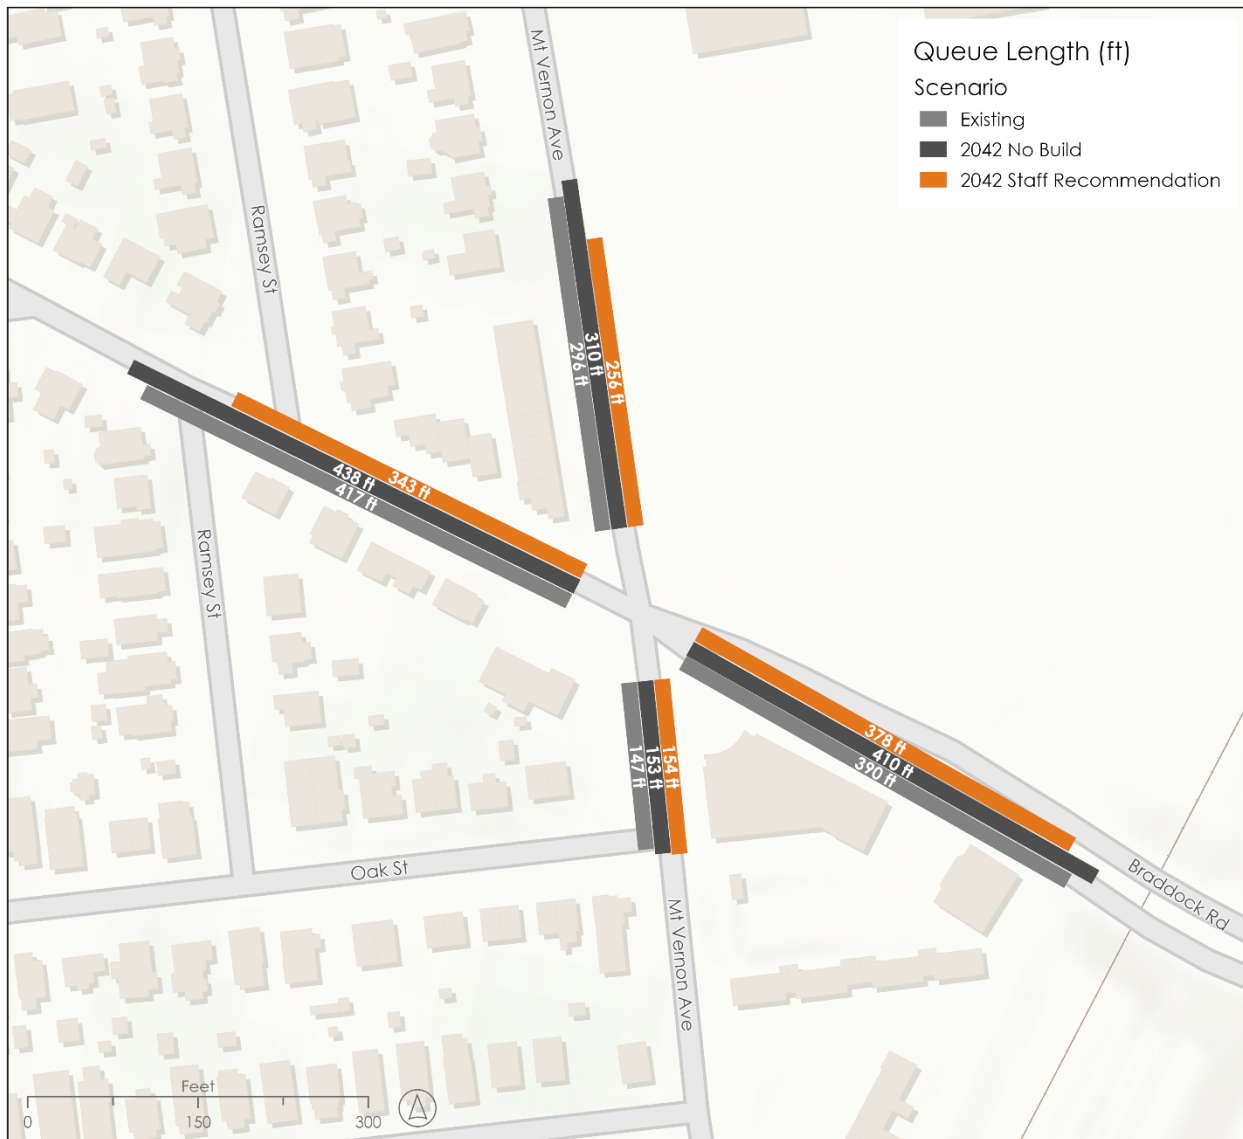 Queue Length (ft)
Scenario
Existing
2042 No Build
2042 Staff Recommendation
Mt Vernon Ave
Ramsey St
310 ft
296 ft
256 ft
343 ft
438 ft
417 ft
Ramsey St
378 ft
410 ft
390 ft
147 ft
153 ft
154 ft
Oak St
Braddock Rd
Mt Vernon Ave
Feet
0 150 300